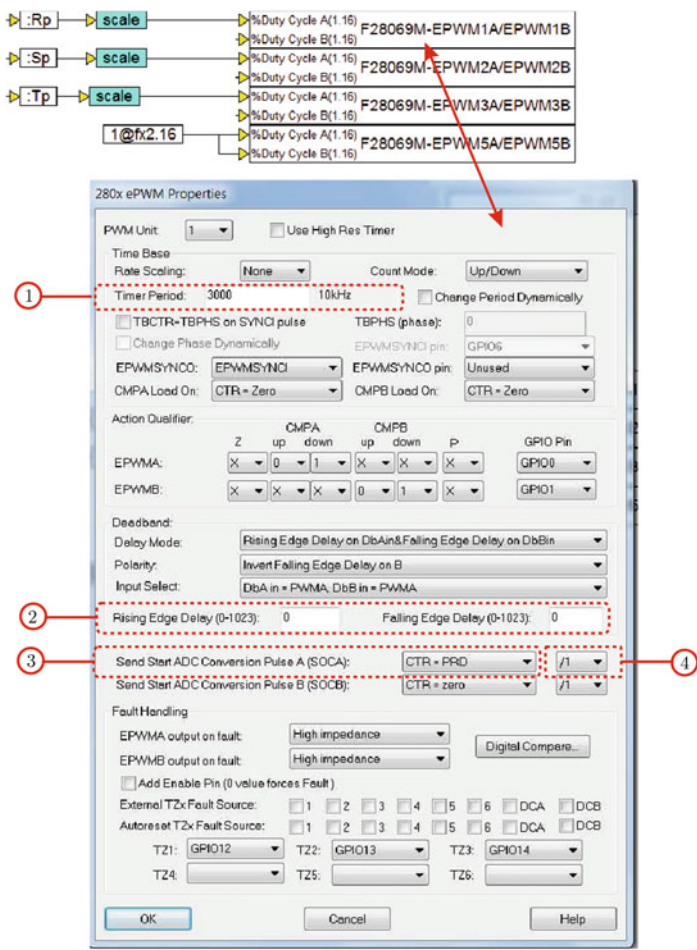 :Rp scale %Duty Cycle A(1.16) F28069M-EPWM1A/EPWM1B
%Duty Cycle B(1.16)
:Sp scale %Duty Cycle A(1.16) F28069M-EPWM2A/EPWM2B
%Duty Cycle B(1.16)
:Tp scale %Duty Cycle A(1.16) F28069M-EPWM3A/EPWM3B
%Duty Cycle B(1.16)
1@fx2.16 %Duty Cycle A(1.16) F28069M-EPWM5A/EPWM5B
%Duty Cycle B(1.16)
280x ePWM Properties
PWM Unit 1 Use High Res Timer
Time Base
Rate Scaling: None Count Mode: Up/Down
1 Timer Period: 3000 10kHz Change Period Dynamically
TBCTR=TBPHS on SYNCI pulse TBPHS (phase): 0
Change Phase Dynamically EPWMSYNCI pin: GPIO6
EPWMSYNCO: EPWMSYNCI EPWMSYNCO pin: Unused
CMPA Load On: CTR = Zero CMPB Load On: CTR = Zero
Action Qualifier:
CMPA CMPB
Z up down up down P GPIO Pin
EPWMA: X 0 1 X X X GPIO0
EPWMB: X X X 0 1 X GPIO1
Deadband:
Delay Mode: Rising Edge Delay on DbAin&Falling Edge Delay on DbBin
Polarity: Invert Falling Edge Delay on B
Input Select: DbA in = PWMA, DbB in = PWMA
2 Rising Edge Delay (0-1023): 0 Falling Edge Delay (0-1023): 0
3 Send Start ADC Conversion Pulse A (SOCA): CTR = PRD /1 4
Send Start ADC Conversion Pulse B (SOCB): CTR = zero /1
Fault Handling
EPWMA output on fault: High impedance
Digital Compare...
EPWMB output on fault: High impedance
Add Enable Pin (0 value forces Fault)
External TZx Fault Source: 1 2 3 4 5 6 DCA DCB
Autoreset TZx Fault Source: 1 2 3 4 5 6 DCA DCB
TZ1: GPIO12 TZ2: GPIO13 TZ3: GPIO14
TZ4: TZ5: TZ6:
OK Cancel Help